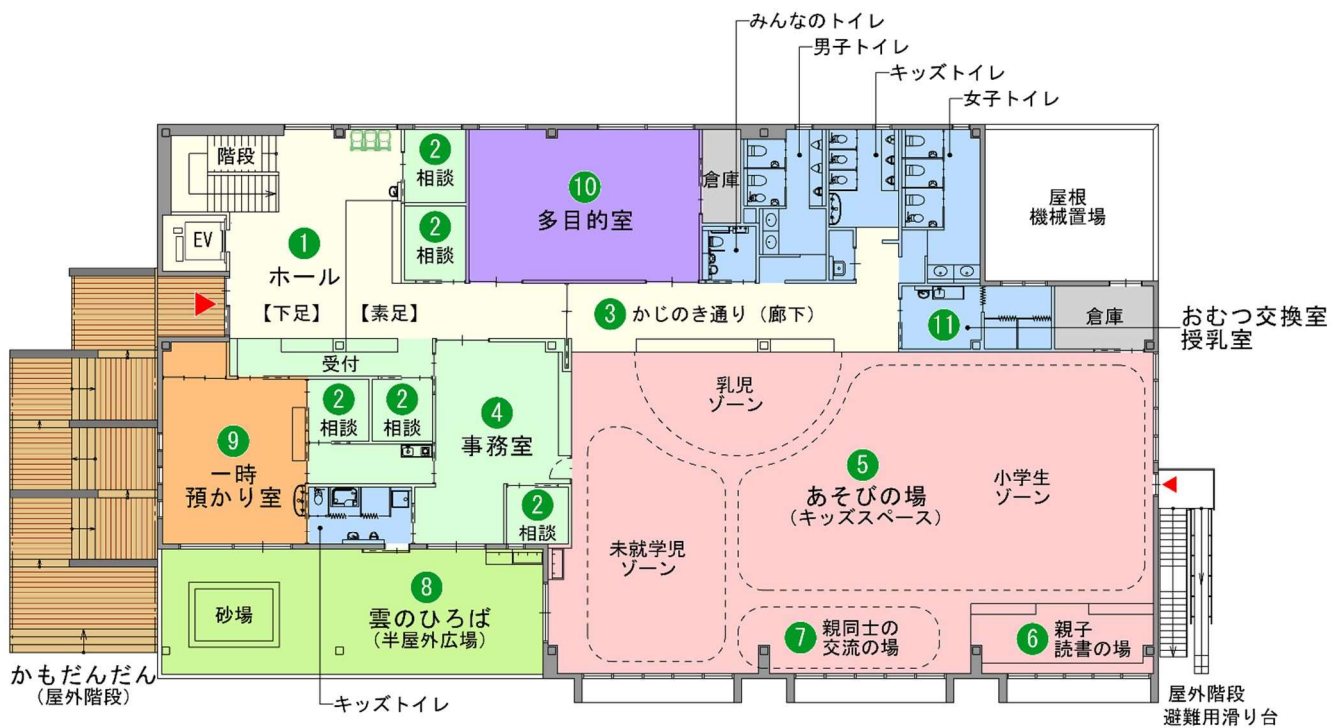 みんなのトイレ
男子トイレ
キッズトイレ
女子トイレ
階段
2
相談
10
多目的室
倉庫
屋根
機械置場
EV
1
ホール
2
相談
【下足】
【素足】
3 かじのき通り（廊下）
11
おむつ交換室
授乳室
倉庫
受付
乳児
ゾーン
2
相談
2
相談
4
事務室
9
一時
預かり室
5
あそびの場
（キッズスペース）
小学生
ゾーン
2
相談
未就学児
ゾーン
砂場
8
雲のひろば
（半屋外広場）
7 親同士の
交流の場
6 親子
読書の場
かもだんだん
（屋外階段）
キッズトイレ
屋外階段
避難用滑り台